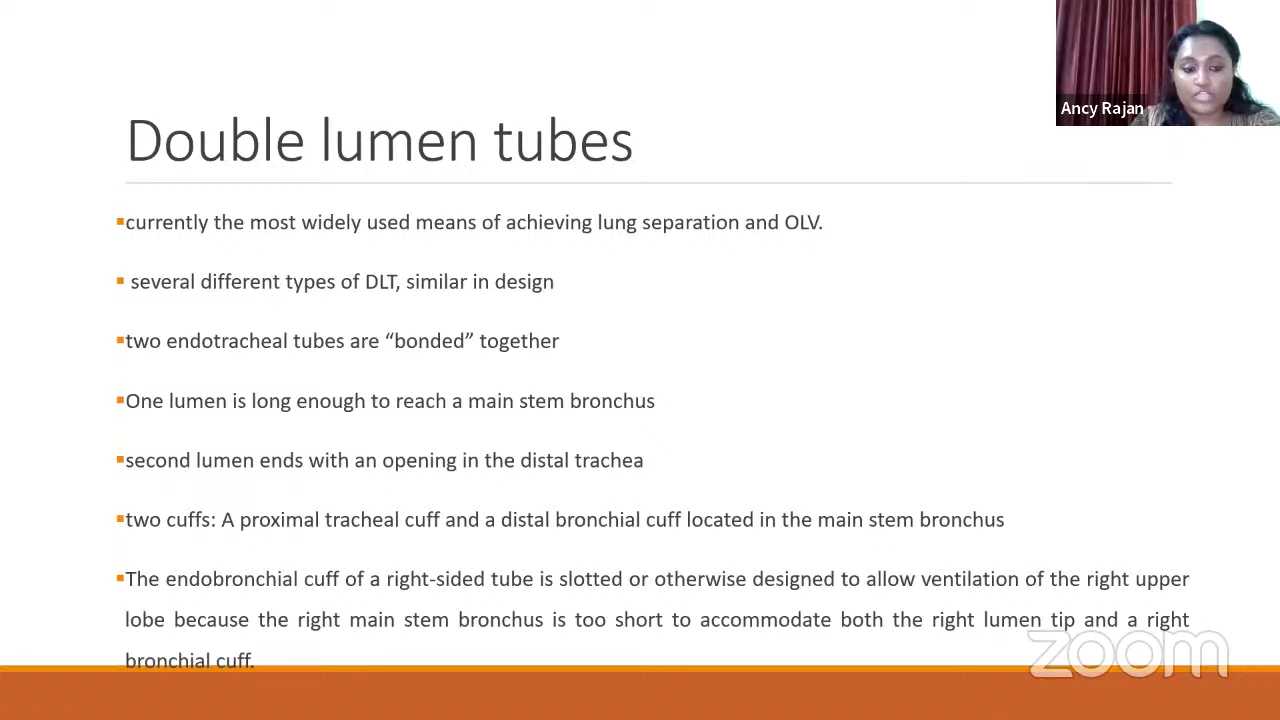 Ancy Rajan
Double lumen tubes
▪currently the most widely used means of achieving lung separation and OLV.
▪ several different types of DLT, similar in design
▪two endotracheal tubes are “bonded” together
▪One lumen is long enough to reach a main stem bronchus
▪second lumen ends with an opening in the distal trachea
▪two cuffs: A proximal tracheal cuff and a distal bronchial cuff located in the main stem bronchus
▪The endobronchial cuff of a right-sided tube is slotted or otherwise designed to allow ventilation of the right upper
lobe because the right main stem bronchus is too short to accommodate both the right lumen tip and a right
bronchial cuff.
zoom